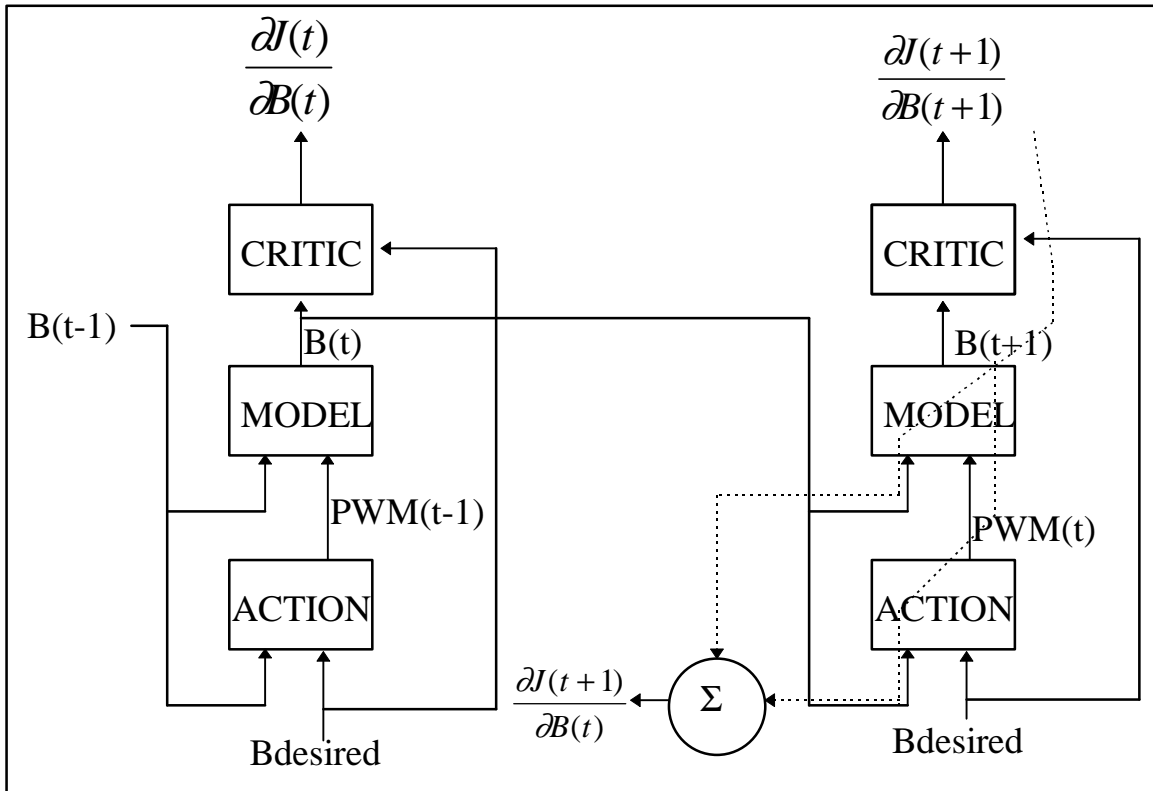 ∂J(t)
∂B(t)
∂J(t+1)
∂B(t+1)
CRITIC
CRITIC
B(t-1)
B(t)
B(t+1)
MODEL
MODEL
PWM(t-1)
PWM(t)
ACTION
ACTION
∂J(t+1)
∂B(t)
Σ
Bdesired
Bdesired